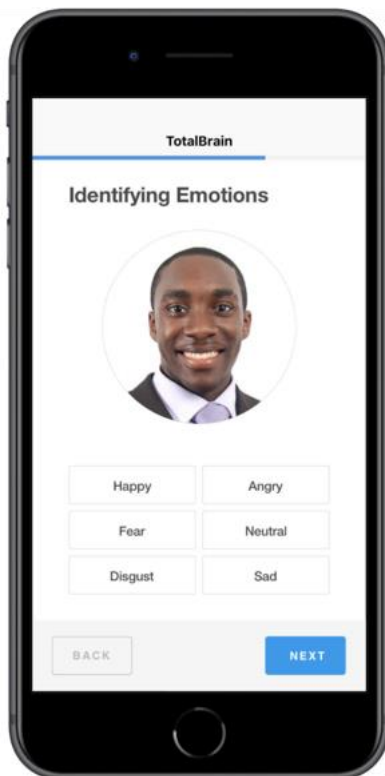 TotalBrain
Identifying Emotions
Happy Angry
Fear Neutral
Disgust Sad
BACK NEXT